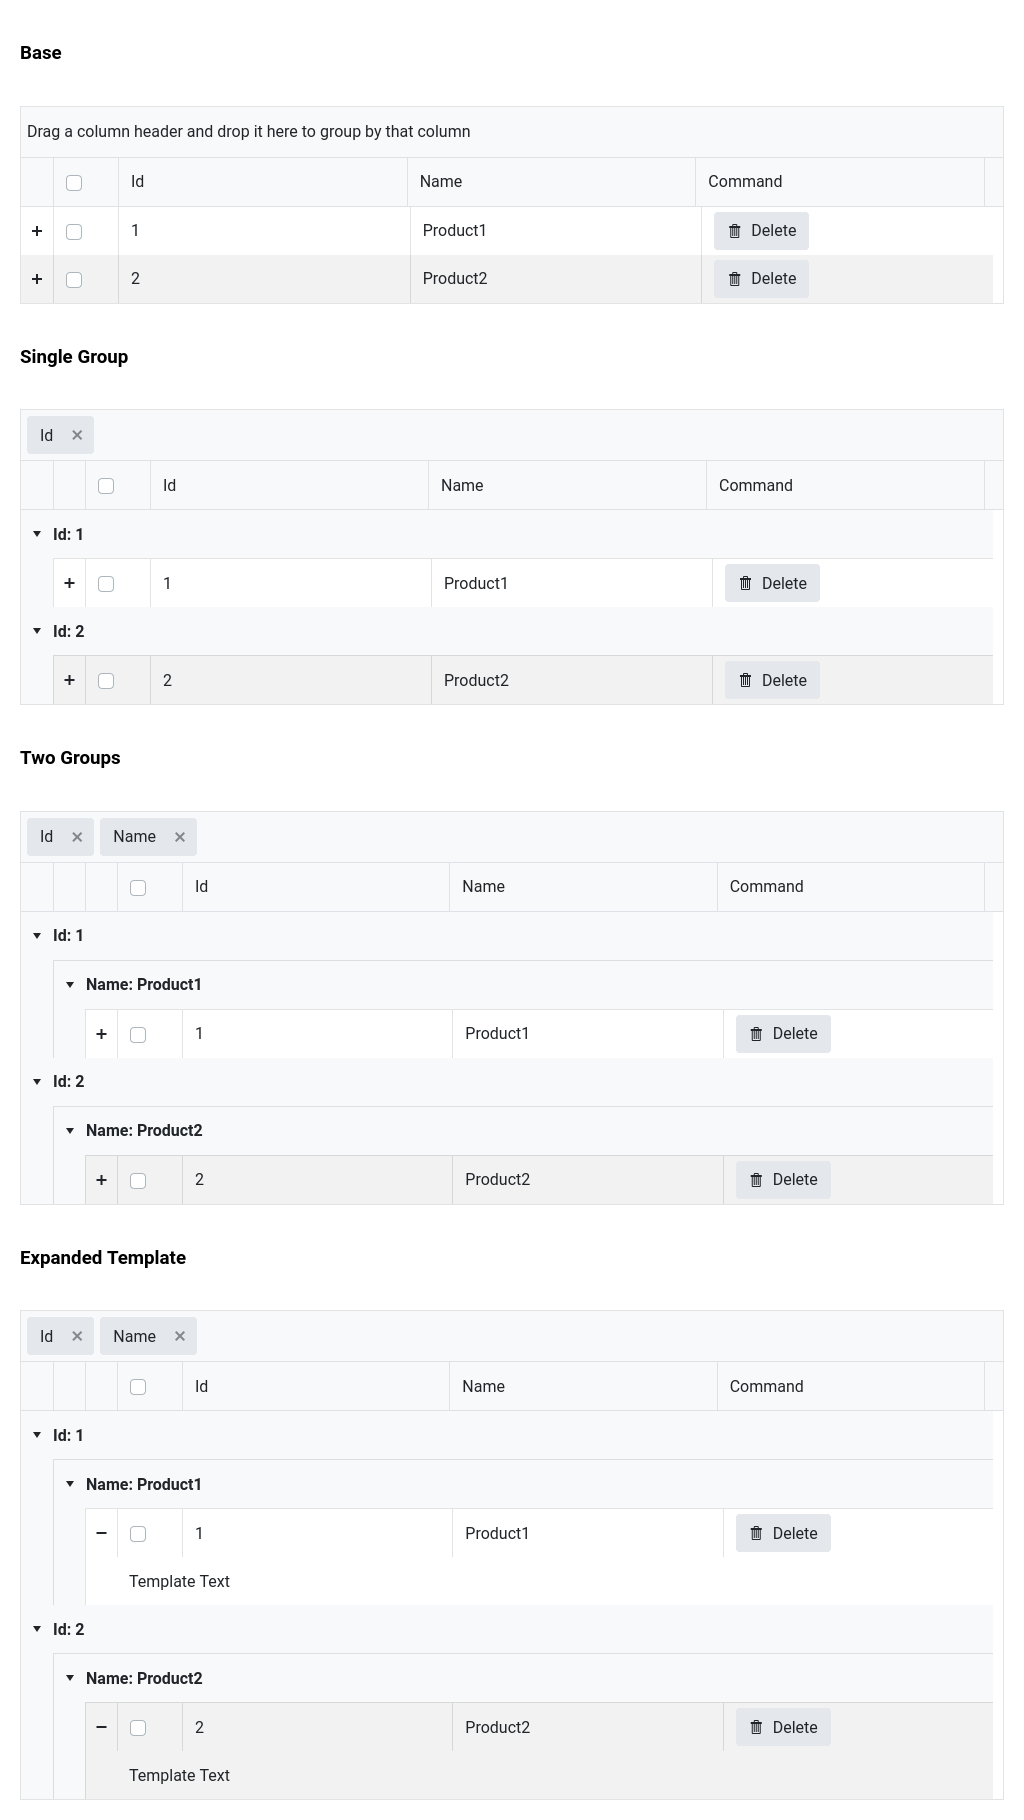 Base
Drag a column header and drop it here to group by that column
Id Name Command
1 Product1 Delete
2 Product2 Delete
Single Group
Id
Id Name Command
Id: 1
1 Product1 Delete
Id: 2
2 Product2 Delete
Two Groups
Id Name
Id Name Command
Id: 1
Name: Product1
1 Product1 Delete
Id: 2
Name: Product2
2 Product2 Delete
Expanded Template
Id Name
Id Name Command
Id: 1
Name: Product1
1 Product1 Delete
Template Text
Id: 2
Name: Product2
2 Product2 Delete
Template Text